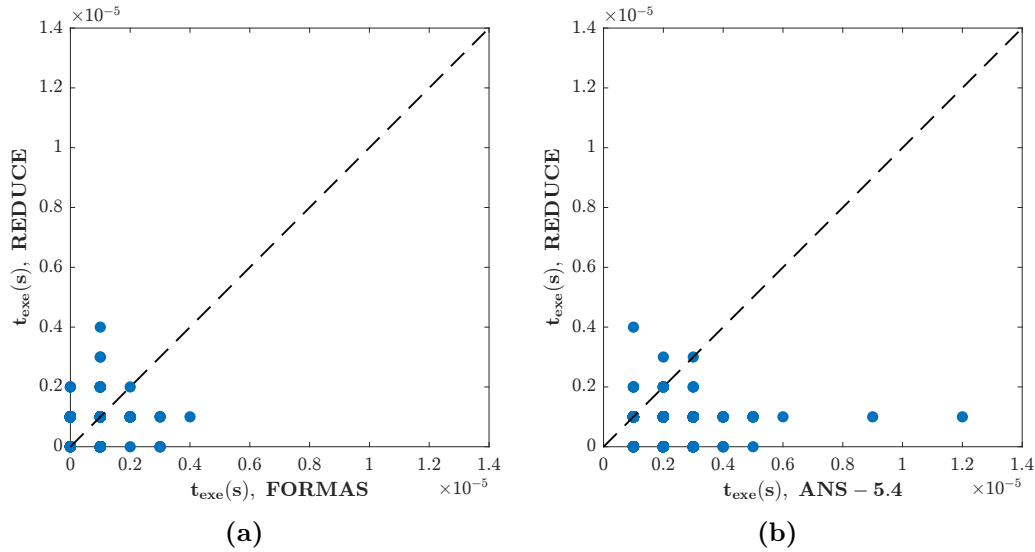 ×10⁻⁵
1.4
1.2
1
0.8
0.6
0.4
0.2
0
t_exe(s), REDUCE
0 0.2 0.4 0.6 0.8 1 1.2 1.4
t_exe(s), FORMAS
×10⁻⁵
(a)
×10⁻⁵
1.4
1.2
1
0.8
0.6
0.4
0.2
0
t_exe(s), REDUCE
0 0.2 0.4 0.6 0.8 1 1.2 1.4
t_exe(s), ANS − 5.4
×10⁻⁵
(b)